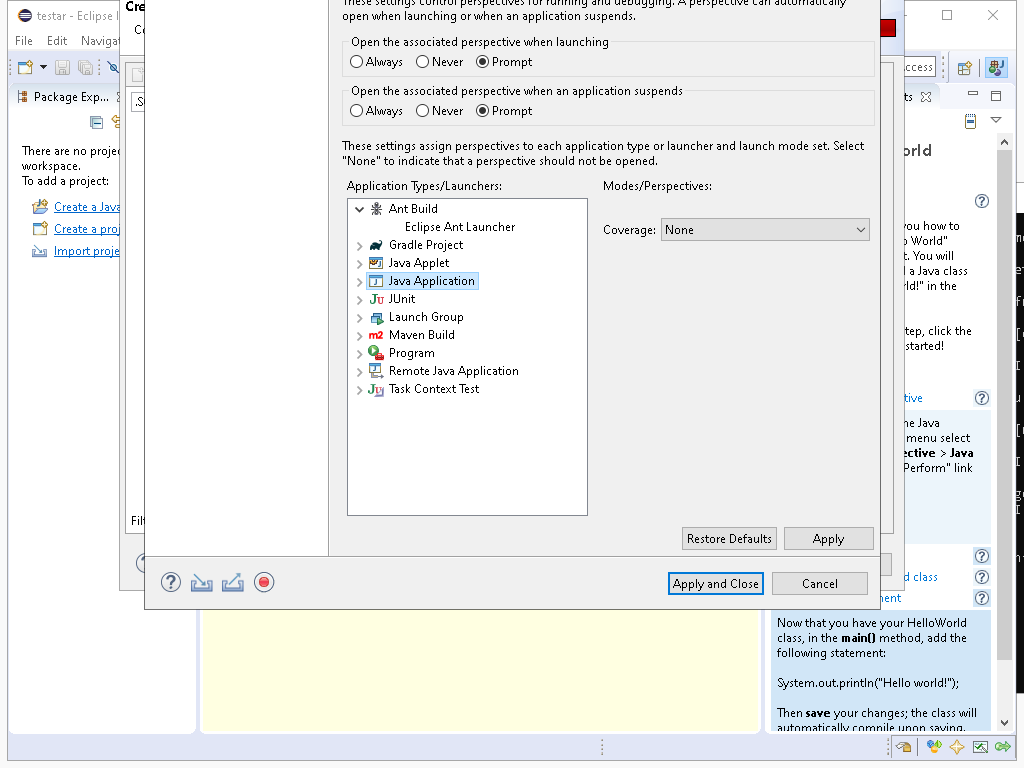 testar - Eclipse I
File Edit Navigat
Cre
These settings control perspectives for running and debugging. A perspective can automatically
open when launching or when an application suspends.
Open the associated perspective when launching
Always Never Prompt
Open the associated perspective when an application suspends
Always Never Prompt
These settings assign perspectives to each application type or launcher and launch mode set. Select
"None" to indicate that a perspective should not be opened.
Application Types/Launchers:
Modes/Perspectives:
Ant Build
Eclipse Ant Launcher
Gradle Project
Java Applet
Java Application
JUnit
Launch Group
Maven Build
Program
Remote Java Application
Task Context Test
Coverage: None
Restore Defaults Apply
Apply and Close Cancel
Package Exp...
There are no proje
workspace.
To add a project:
Create a Java
Create a proj
Import proje
Filt
ccess
ts
orld
you how to
o World"
t. You will
d a Java class
ld!" in the
tep, click the
started!
tive
he Java
menu select
ective > Java
Perform" link
d class
nent
Now that you have your HelloWorld
class, in the main() method, add the
following statement:
System.out.println("Hello world!");
Then save your changes; the class will
automatically compile upon saving.